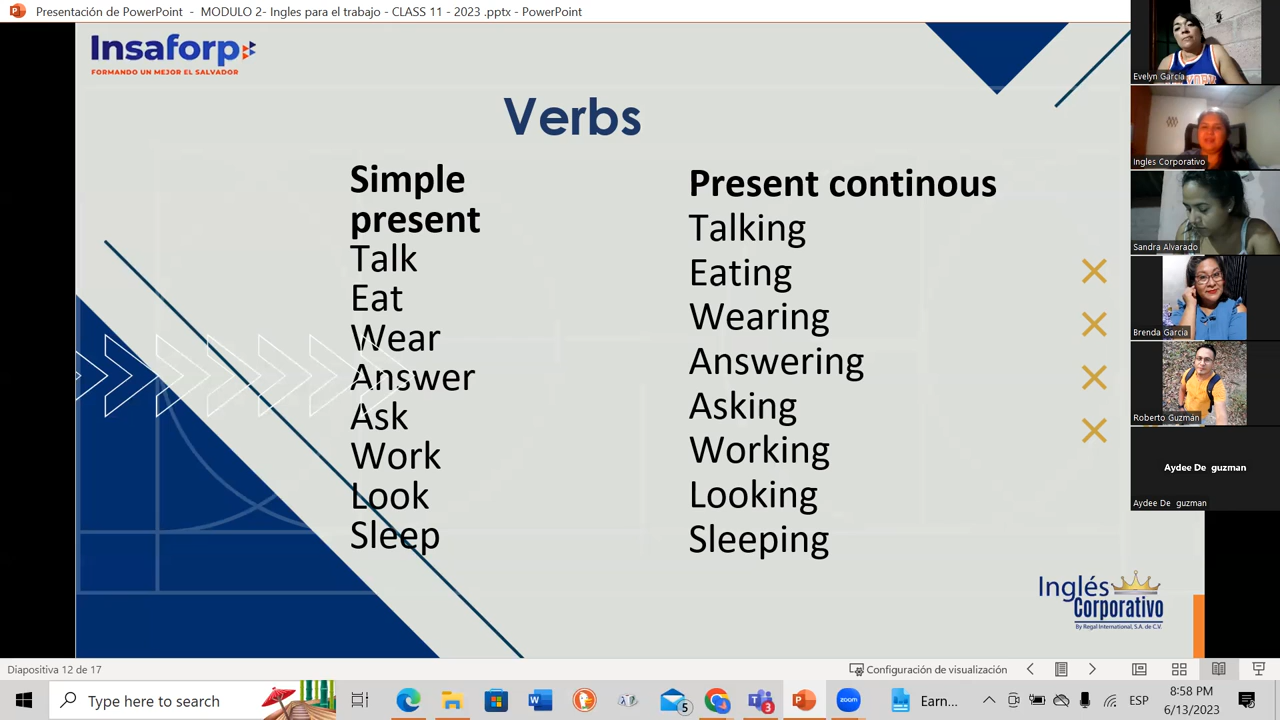 Presentación de PowerPoint - MODULO 2- Ingles para el trabajo - CLASS 11 - 2023 .pptx - PowerPoint
Insaforp
FORMANDO UN MEJOR EL SALVADOR
Verbs
Simple
present
Talk
Eat
Wear
Answer
Ask
Work
Look
Sleep
Present continous
Talking
Eating
Wearing
Answering
Asking
Working
Looking
Sleeping
Evelyn García
Ingles Corporativo
Sandra Alvarado
Brenda Garcia
Roberto Guzmán
Aydee De guzman
Aydee De guzman
Inglés
Corporativo
By Regal International, S.A. de C.V.
Diapositiva 12 de 17
Configuración de visualización
Type here to search
5
3
zoom
Earn...
ESP
8:58 PM
6/13/2023